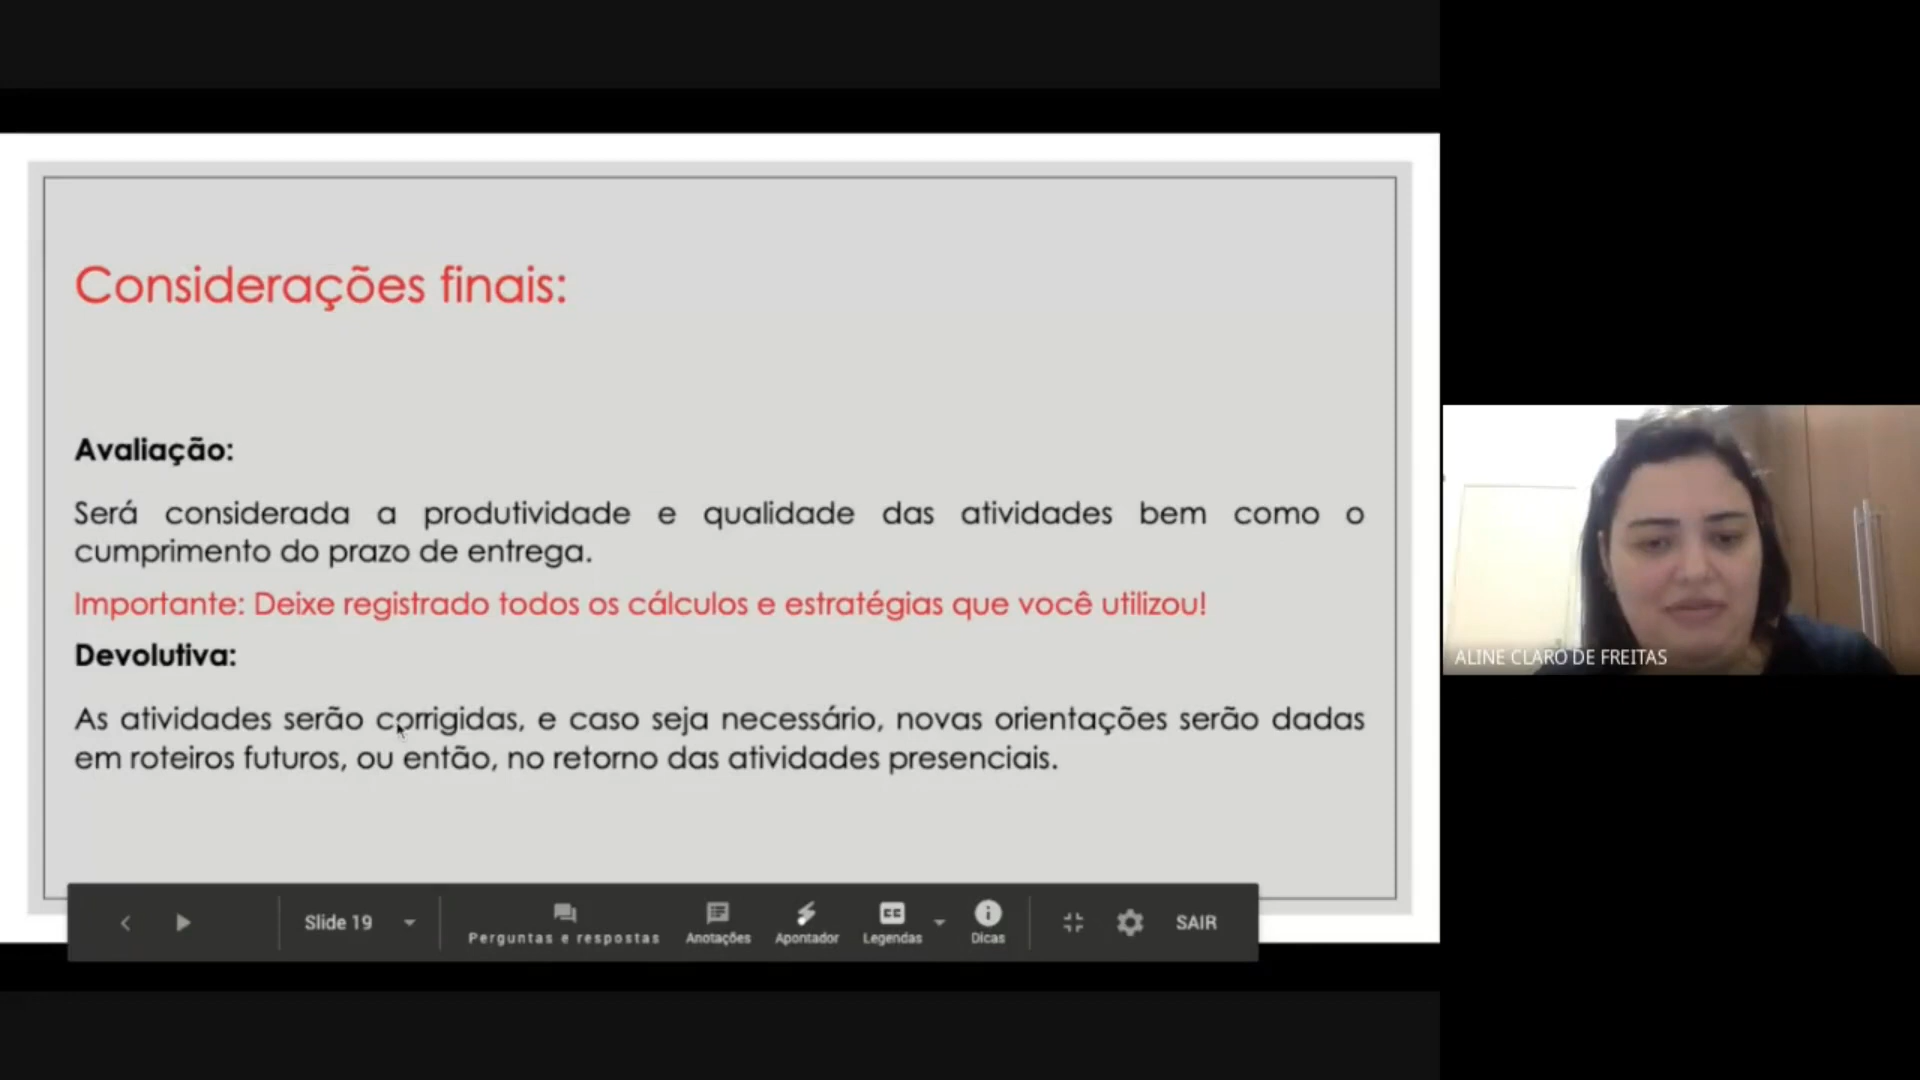 Considerações finais:
Avaliação:
Será considerada a produtividade e qualidade das atividades bem como o
cumprimento do prazo de entrega.
Importante: Deixe registrado todos os cálculos e estratégias que você utilizou!
Devolutiva:
As atividades serão corrigidas, e caso seja necessário, novas orientações serão dadas
em roteiros futuros, ou então, no retorno das atividades presenciais.
ALINE CLARO DE FREITAS
Slide 19
Perguntas e respostas
Anotações
Apontador
CC
Legendas
Dicas
SAIR